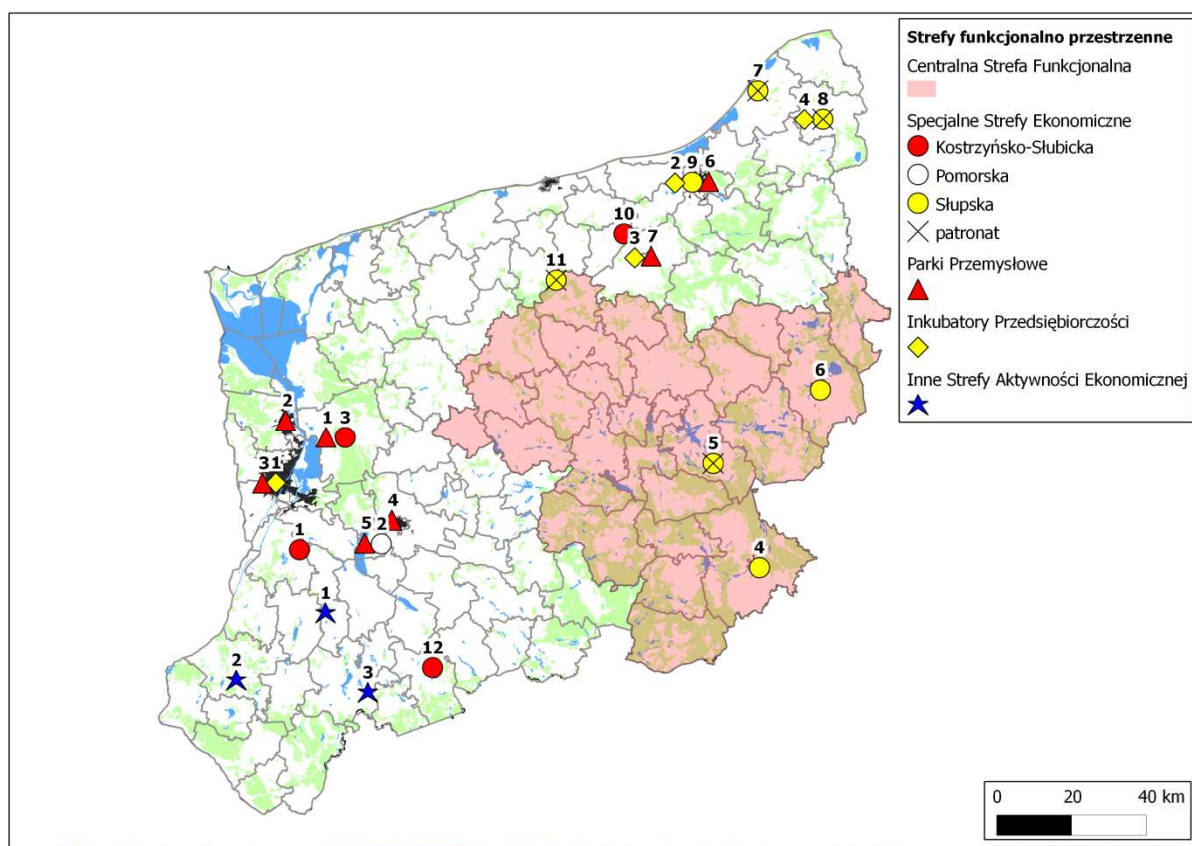 Strefy funkcjonalno przestrzenne
Centralna Strefa Funkcjonalna
Specjalne Strefy Ekonomiczne
Kostrzyńsko-Słubicka
Pomorska
Słupska
patronat
Parki Przemysłowe
Inkubatory Przedsiębiorczości
Inne Strefy Aktywności Ekonomicznej
7
4 8
2 9 6
10
3 7
11
6
2
1 3
5
31
4
5 2
1
4
1
12
2
3
0 20 40 km